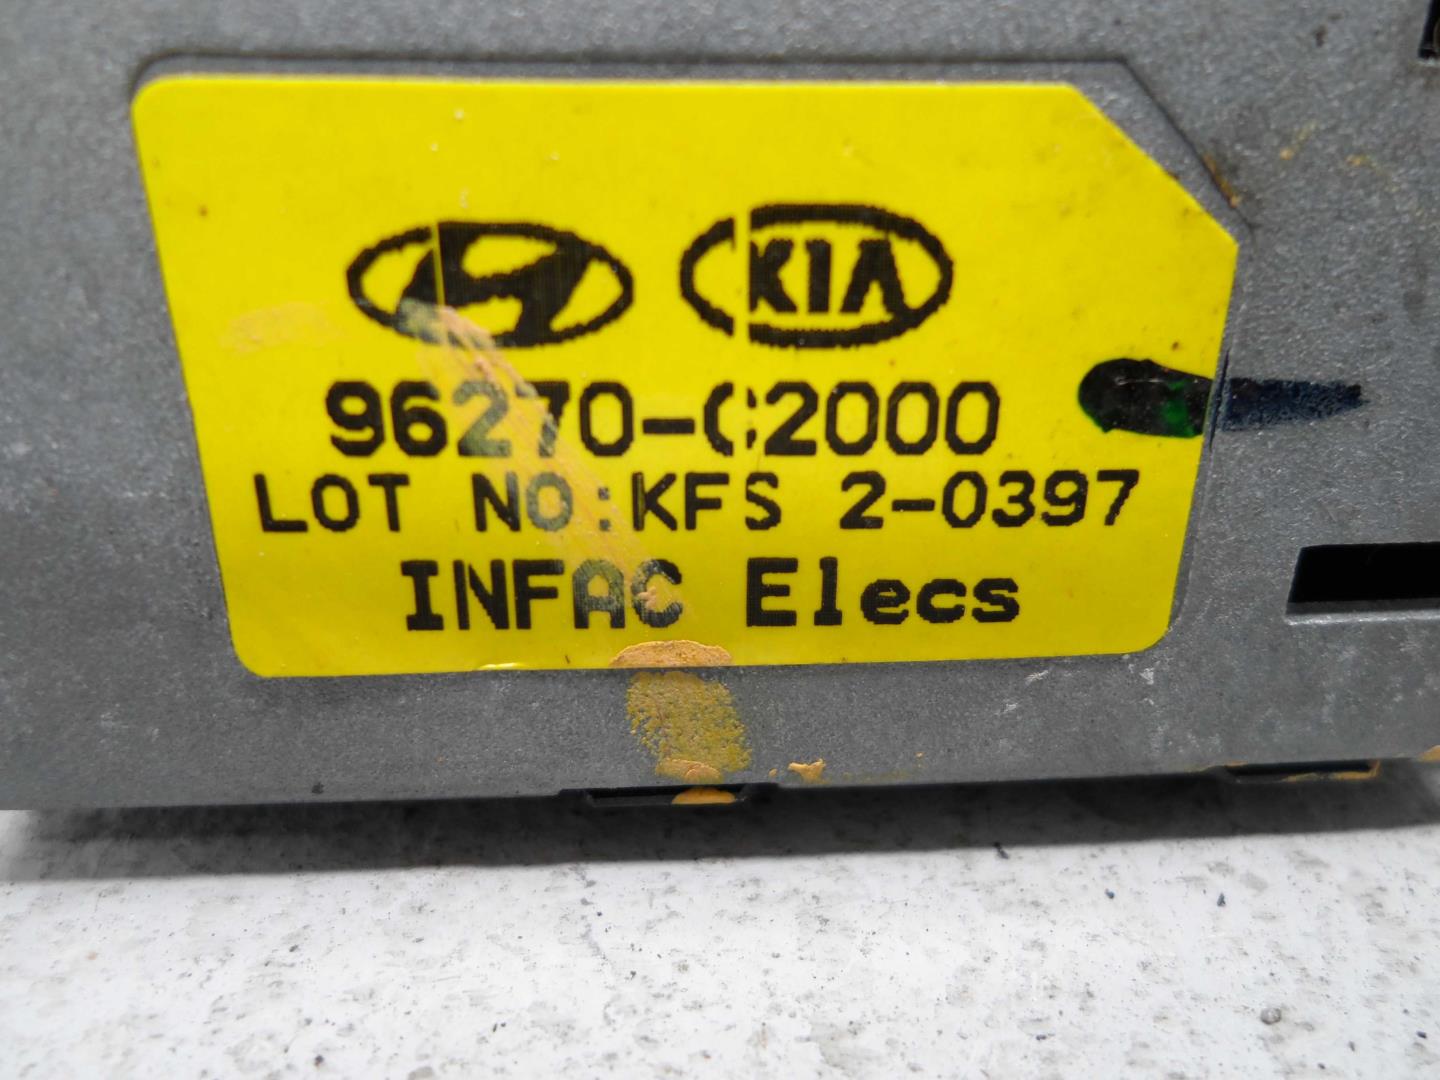 KIA
96270-C2000
LOT NO:KFS 2-0397
INFAC Elecs